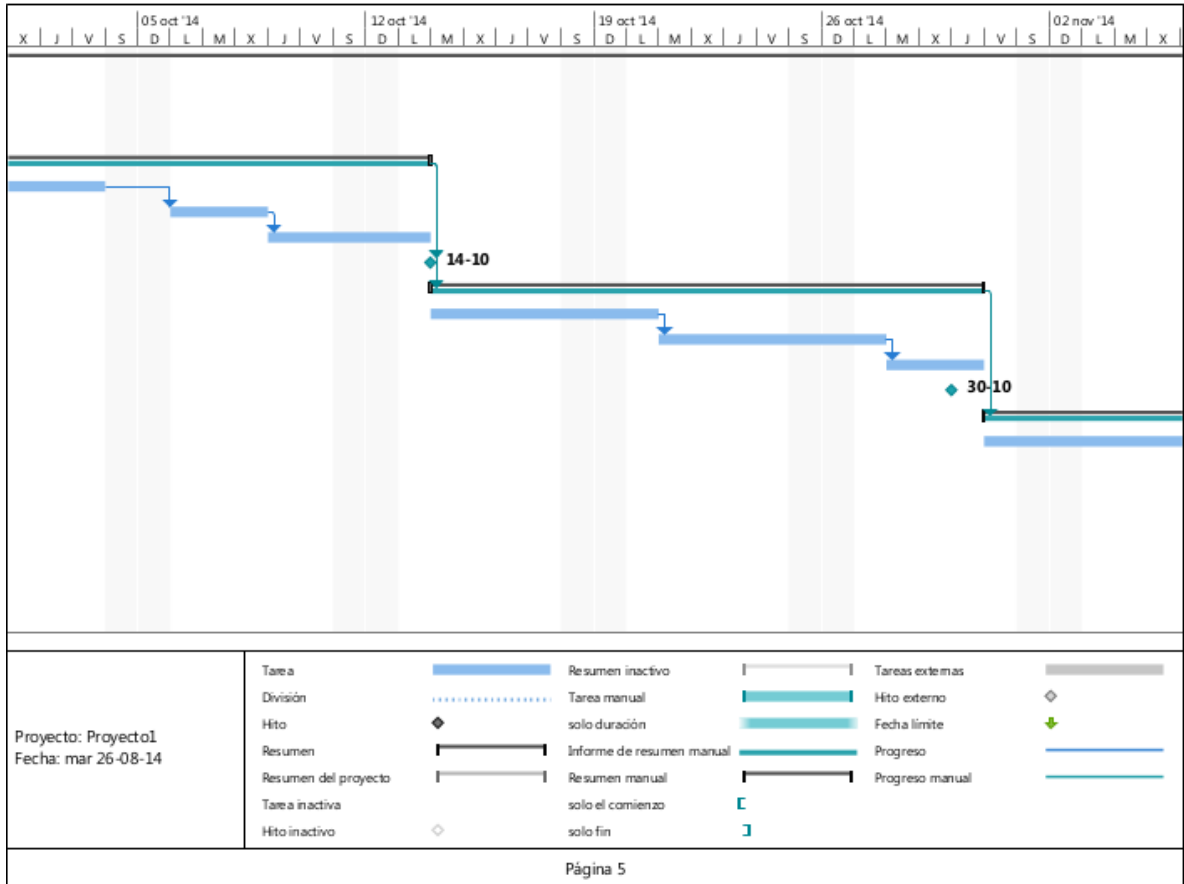 05 oct '14 12 oct '14 19 oct '14 26 oct '14 02 nov '14
X J V S D L M X J V S D L M X J V S D L M X J V S D L M X J V S D L M X
14-10
30-10
Proyecto: Proyecto1
Fecha: mar 26-08-14
Tarea
División
Hito
Resumen
Resumen del proyecto
Tarea inactiva
Hito inactivo
Resumen inactivo
Tarea manual
solo duración
Informe de resumen manual
Resumen manual
solo el comienzo
solo fin
Tareas externas
Hito externo
Fecha límite
Progreso
Progreso manual
Página 5